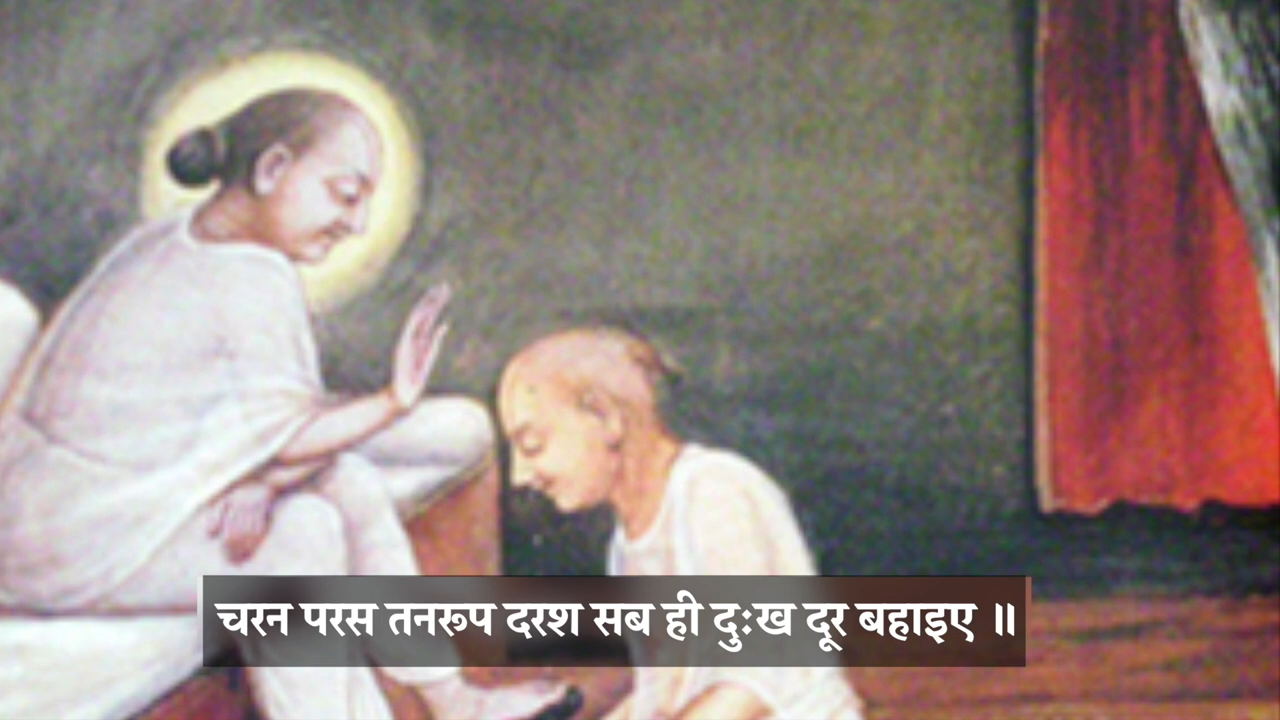 चरन परस तनरूप दरश सब ही दुःख दूर बहाइए ॥